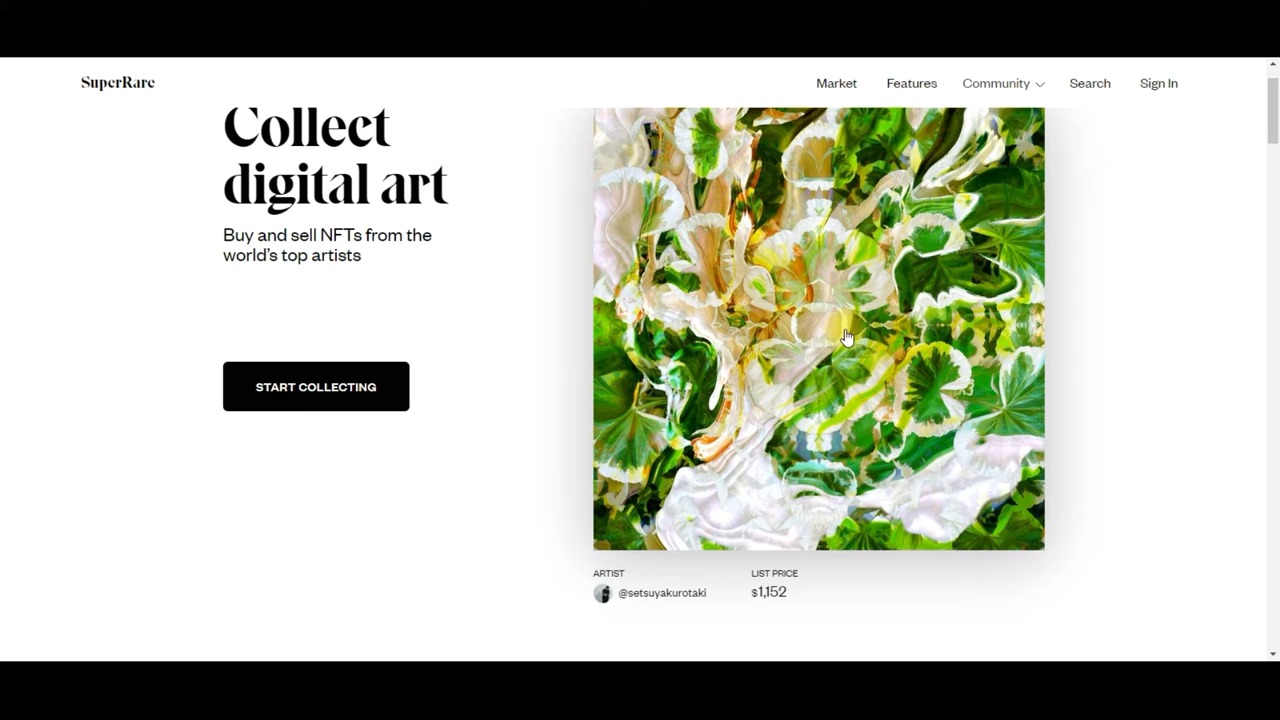 SuperRare
Market
Features
Community
Search
Sign In
Collect
digital art
Buy and sell NFTs from the
world's top artists
START COLLECTING
ARTIST
@setsuyakurotaki
LIST PRICE
$1,152